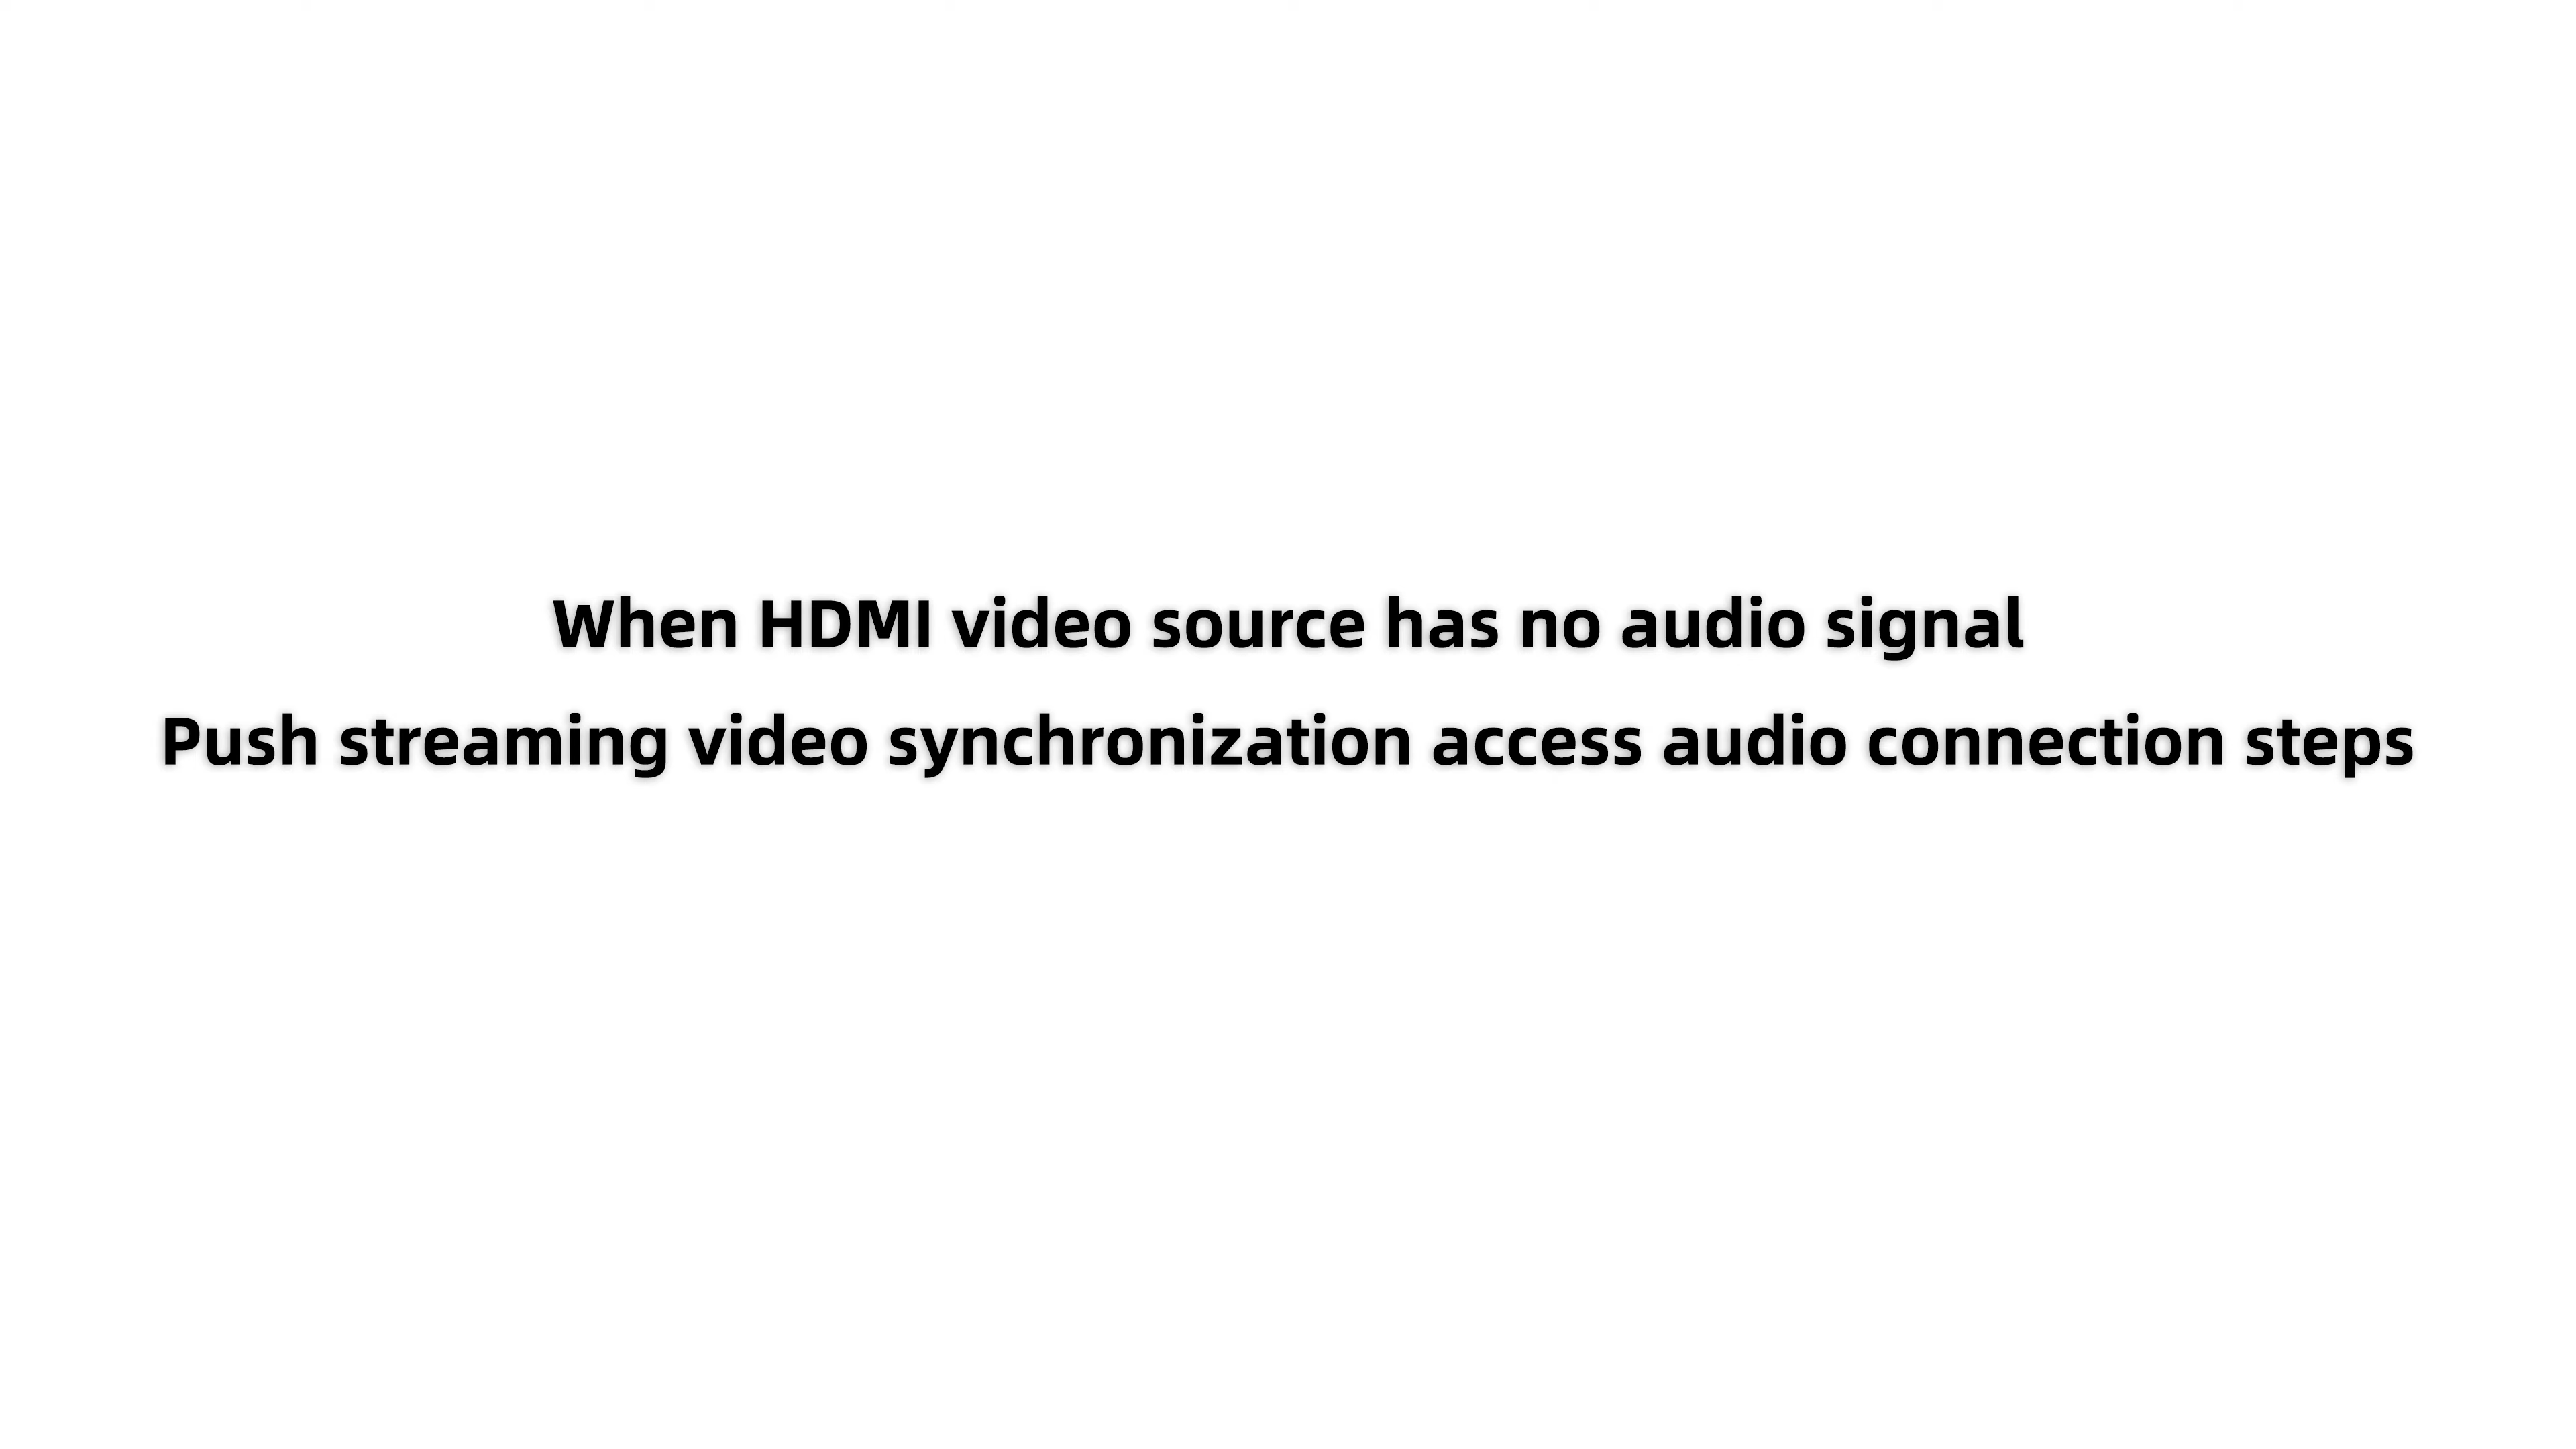 When HDMI video source has no audio signal
Push streaming video synchronization access audio connection steps